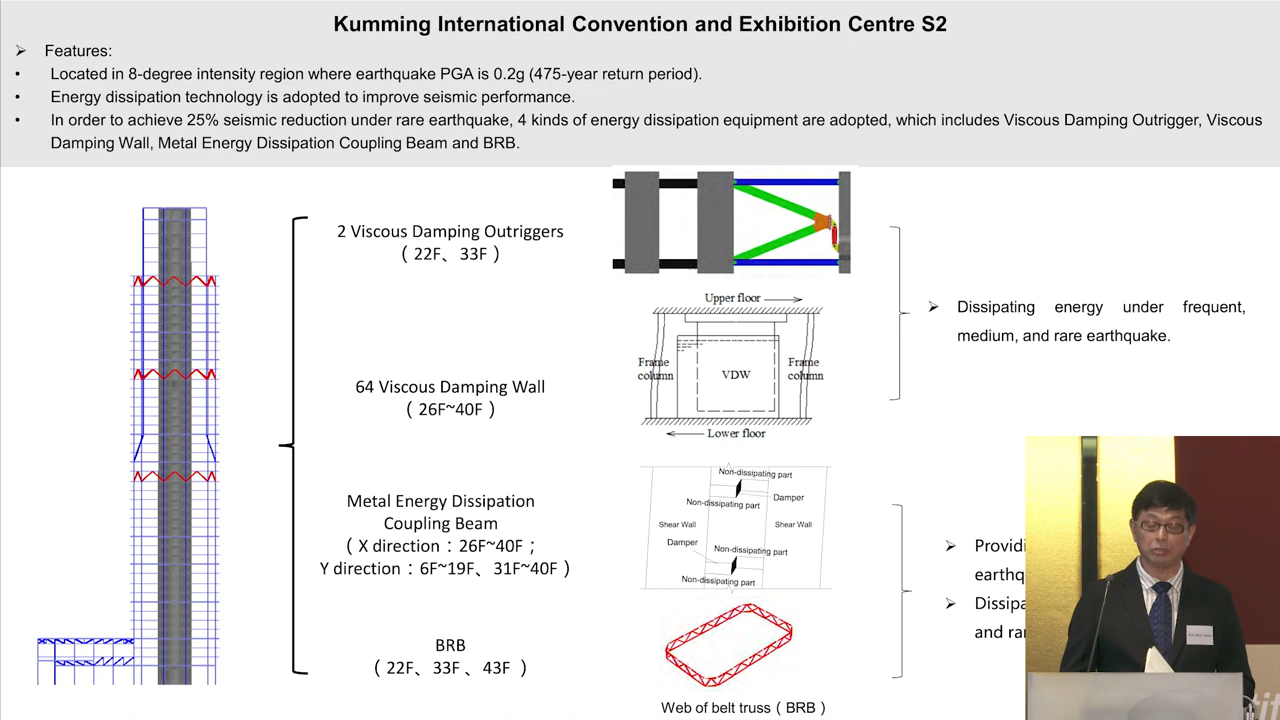 Kumming International Convention and Exhibition Centre S2
➢ Features:
• Located in 8-degree intensity region where earthquake PGA is 0.2g (475-year return period).
• Energy dissipation technology is adopted to improve seismic performance.
• In order to achieve 25% seismic reduction under rare earthquake, 4 kinds of energy dissipation equipment are adopted, which includes Viscous Damping Outrigger, Viscous
Damping Wall, Metal Energy Dissipation Coupling Beam and BRB.
2 Viscous Damping Outriggers
（22F、33F）
64 Viscous Damping Wall
（26F~40F）
Metal Energy Dissipation
Coupling Beam
（X direction：26F~40F；
Y direction：6F~19F、31F~40F）
BRB
（22F、33F、43F ）
Upper floor
Frame
column
VDW
Frame
column
Lower floor
Non-dissipating part
Damper
Non-dissipating part
Shear Wall
Shear Wall
Damper
Non-dissipating part
Non-dissipating part
Web of belt truss（BRB）
➢ Dissipating energy under frequent,
medium, and rare earthquake.
➢ Providi
earthq
➢ Dissipa
and ra